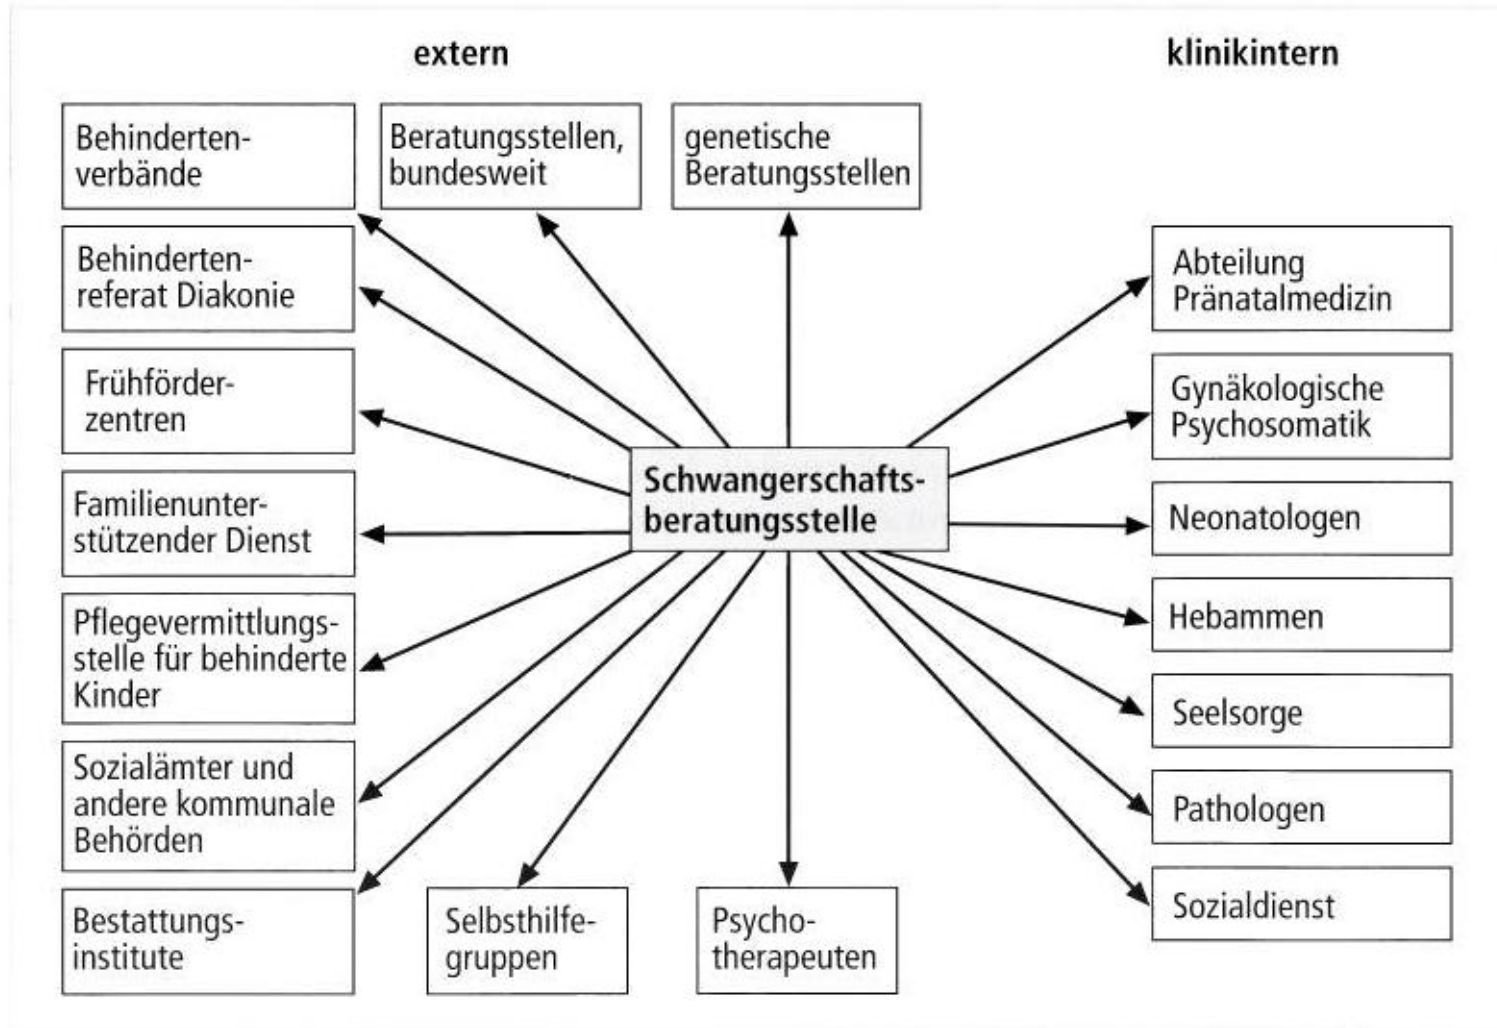 extern
klinikintern
Behinderten-
verbände
Beratungsstellen,
bundesweit
genetische
Beratungsstellen
Behinderten-
referat Diakonie
Frühförder-
zentren
Familienunter-
stützender Dienst
Pflegevermittlungs-
stelle für behinderte
Kinder
Sozialämter und
andere kommunale
Behörden
Bestattungs-
institute
Selbsthilfe-
gruppen
Psycho-
therapeuten
Schwangerschafts-
beratungsstelle
Abteilung
Pränatalmedizin
Gynäkologische
Psychosomatik
Neonatologen
Hebammen
Seelsorge
Pathologen
Sozialdienst